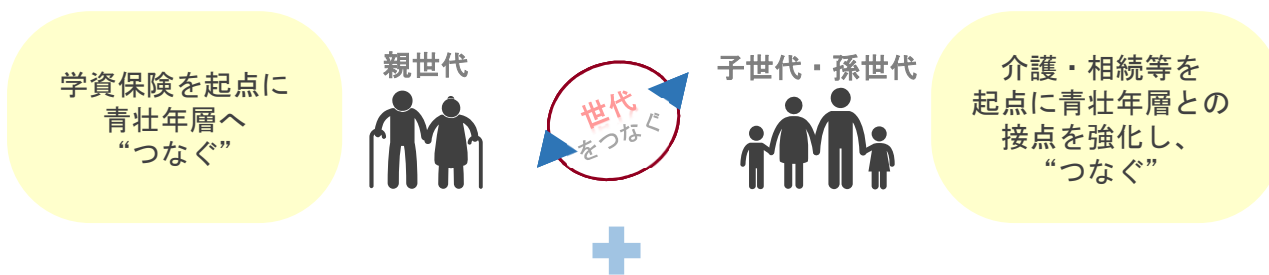 学資保険を起点に
青壮年層へ
“つなぐ”
親世代
世代
をつなぐ
子世代・孫世代
介護・相続等を
起点に青壮年層との
接点を強化し、
“つなぐ”